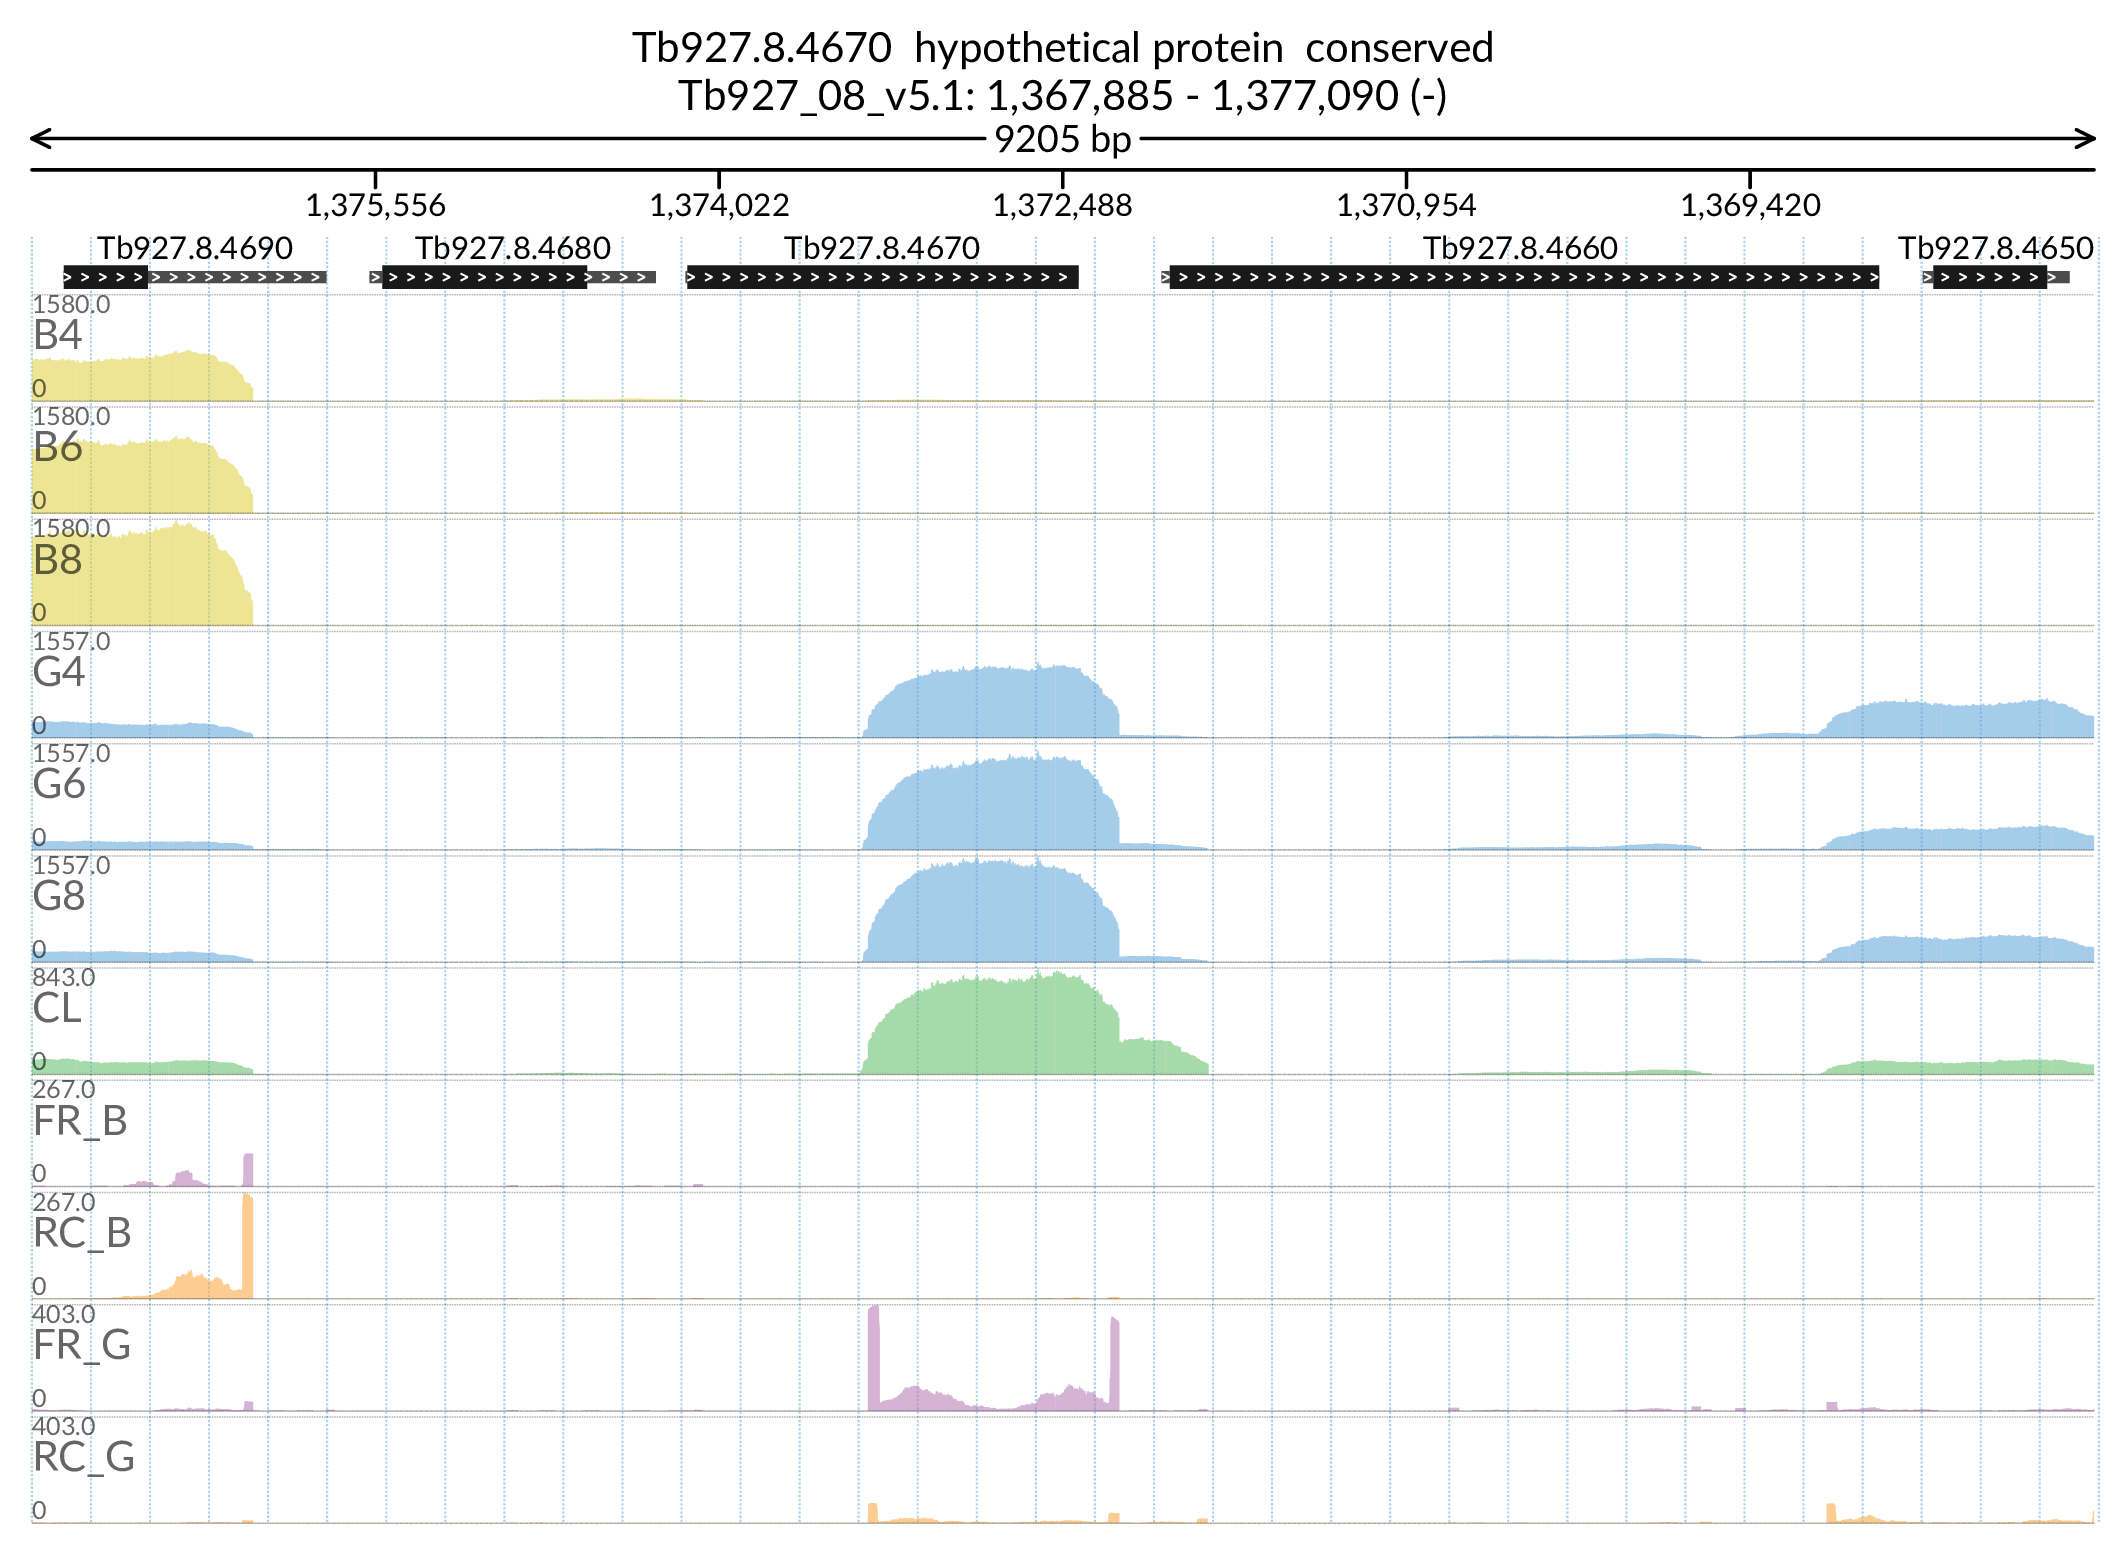 Tb927.8.4670 hypothetical protein conserved
Tb927_08_v5.1: 1,367,885 - 1,377,090 (-)
9205 bp
1,375,556 1,374,022 1,372,488 1,370,954 1,369,420
Tb927.8.4690 Tb927.8.4680 Tb927.8.4670 Tb927.8.4660 Tb927.8.4650
1580.0
B4
0
1580.0
B6
0
1580.0
B8
0
1557.0
G4
0
1557.0
G6
0
1557.0
G8
0
843.0
CL
0
267.0
FR_B
0
267.0
RC_B
0
403.0
FR_G
0
403.0
RC_G
0